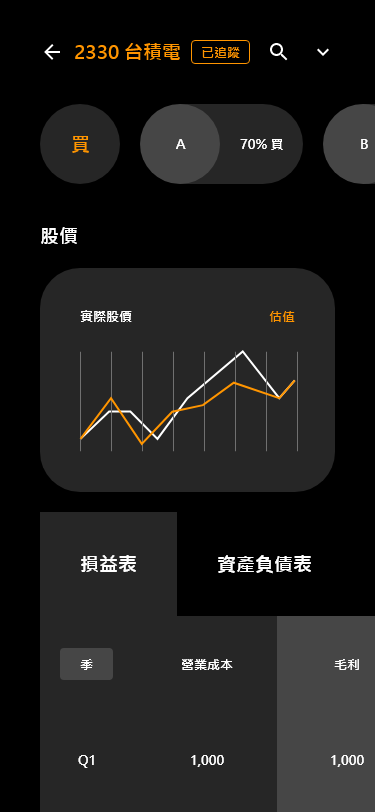 2330 台積電 已追蹤
買 A 70% 買 B
股價
實際股價 估值
損益表 資產負債表
季 營業成本 毛利
Q1 1,000 1,000